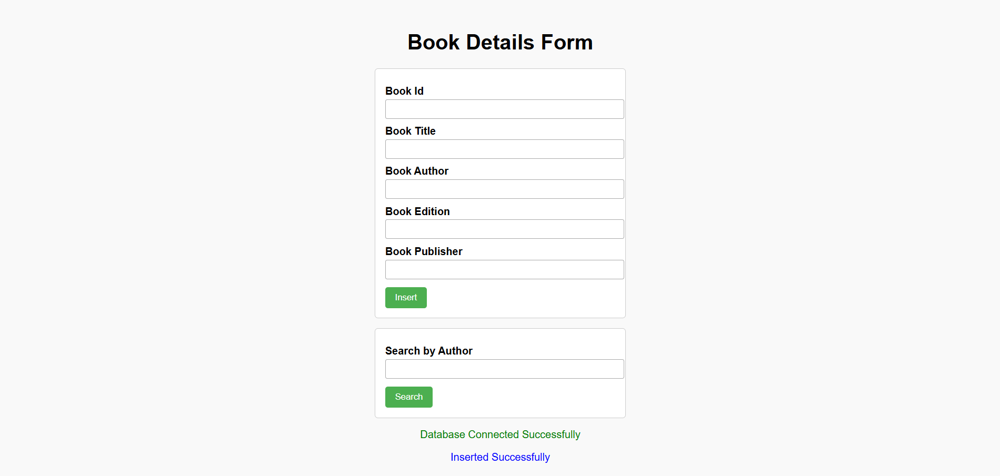 Book Details Form
Book Id
Book Title
Book Author
Book Edition
Book Publisher
Insert
Search by Author
Search
Database Connected Successfully
Inserted Successfully